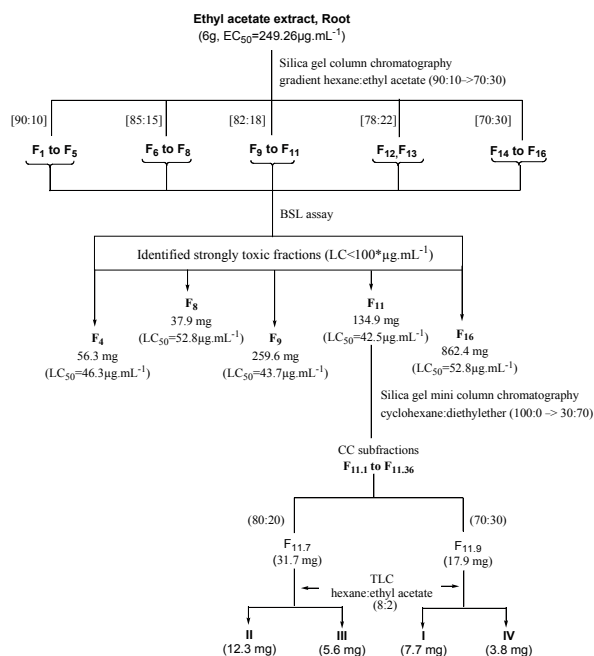 Ethyl acetate extract, Root
(6g, EC50=249.26µg.mL-1)
Silica gel column chromatography
gradient hexane:ethyl acetate (90:10->70:30)
[90:10] [85:15] [82:18] [78:22] [70:30]
F1 to F5 F6 to F8 F9 to F11 F12,F13 F14 to F16
BSL assay
Identified strongly toxic fractions (LC<100*µg.mL-1)
F8
37.9 mg
(LC50=52.8µg.mL-1)
F11
134.9 mg
(LC50=42.5µg.mL-1)
F4
56.3 mg
(LC50=46.3µg.mL-1)
F9
259.6 mg
(LC50=43.7µg.mL-1)
F16
862.4 mg
(LC50=52.8µg.mL-1)
Silica gel mini column chromatography
cyclohexane:diethylether (100:0 -> 30:70)
CC subfractions
F11.1 to F11.36
(80:20) (70:30)
F11.7
(31.7 mg)
F11.9
(17.9 mg)
TLC
hexane:ethyl acetate
(8:2)
II
(12.3 mg)
III
(5.6 mg)
I
(7.7 mg)
IV
(3.8 mg)